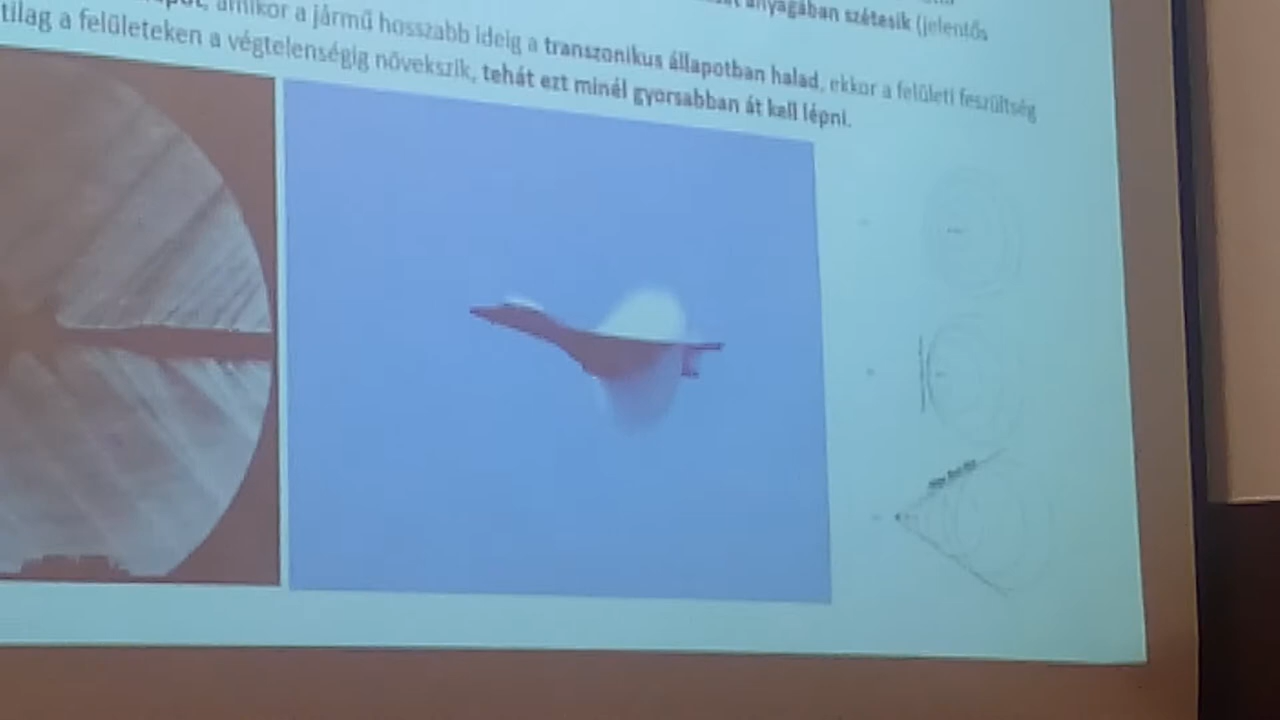 anyagában szétesik (jelentős
amikor a jármű hosszabb ideig a transzonikus állapotban halad, ekkor a felületi feszültség
tilag a felületeken a végtelenségig növekszik, tehát ezt minél gyorsabban át kell lépni.